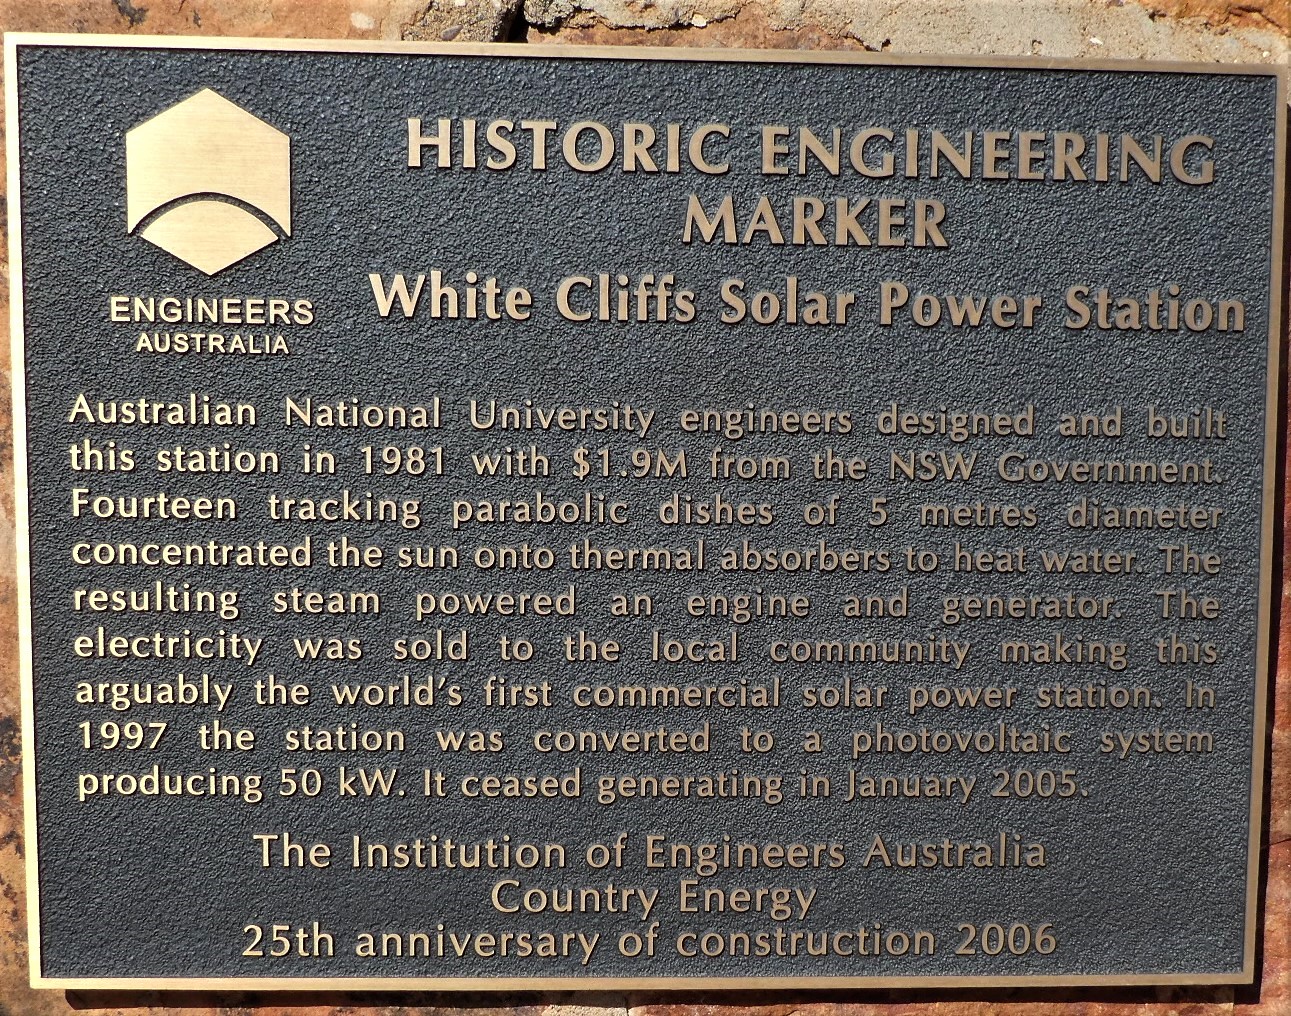 HISTORIC ENGINEERING
MARKER
White Cliffs Solar Power Station
ENGINEERS
AUSTRALIA
Australian National University engineers designed and built
this station in 1981 with $1.9M from the NSW Government.
Fourteen tracking parabolic dishes of 5 metres diameter
concentrated the sun onto thermal absorbers to heat water. The
resulting steam powered an engine and generator. The
electricity was sold to the local community making this
arguably the world's first commercial solar power station. In
1997 the station was converted to a photovoltaic system
producing 50 kW. It ceased generating in January 2005.
The Institution of Engineers Australia
Country Energy
25th anniversary of construction 2006